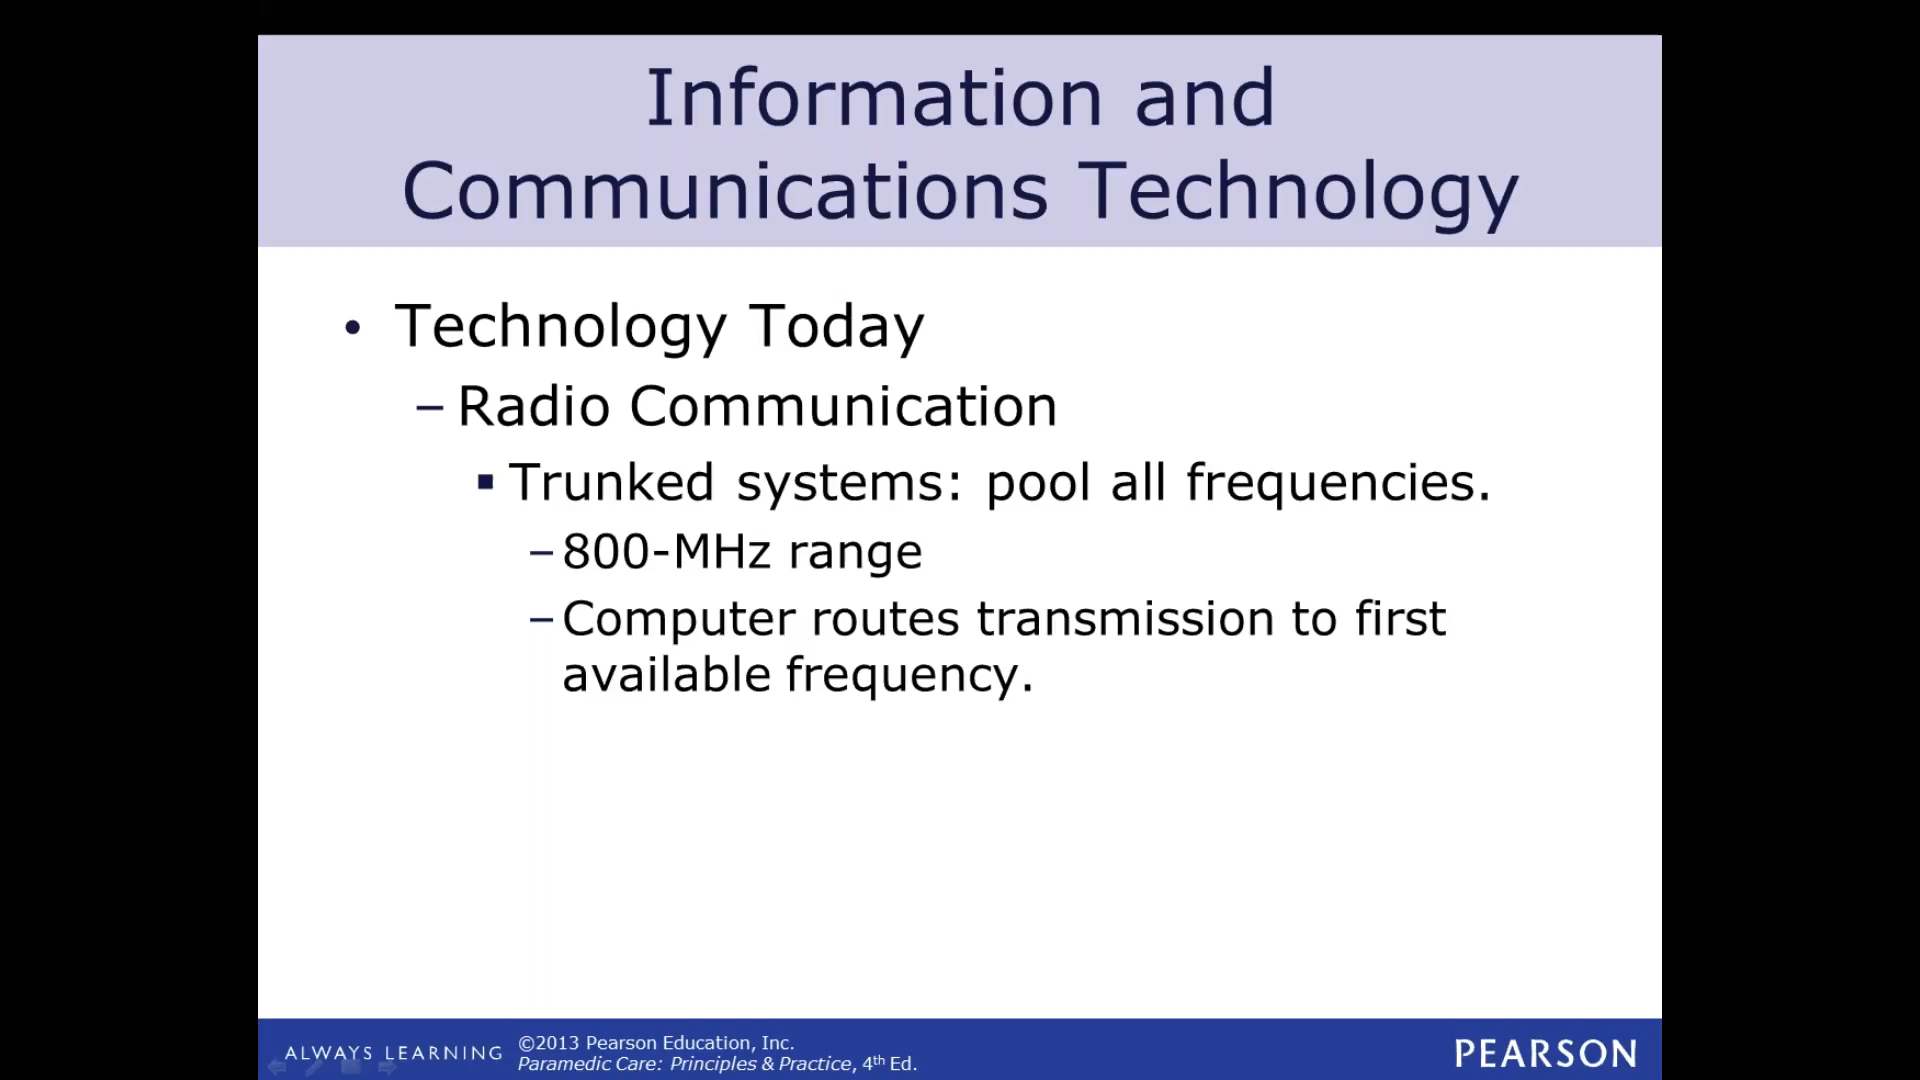 Information and
Communications Technology
• Technology Today
– Radio Communication
▪ Trunked systems: pool all frequencies.
– 800-MHz range
– Computer routes transmission to first
available frequency.
ALWAYS LEARNING
©2013 Pearson Education, Inc.
Paramedic Care: Principles & Practice, 4th Ed.
PEARSON